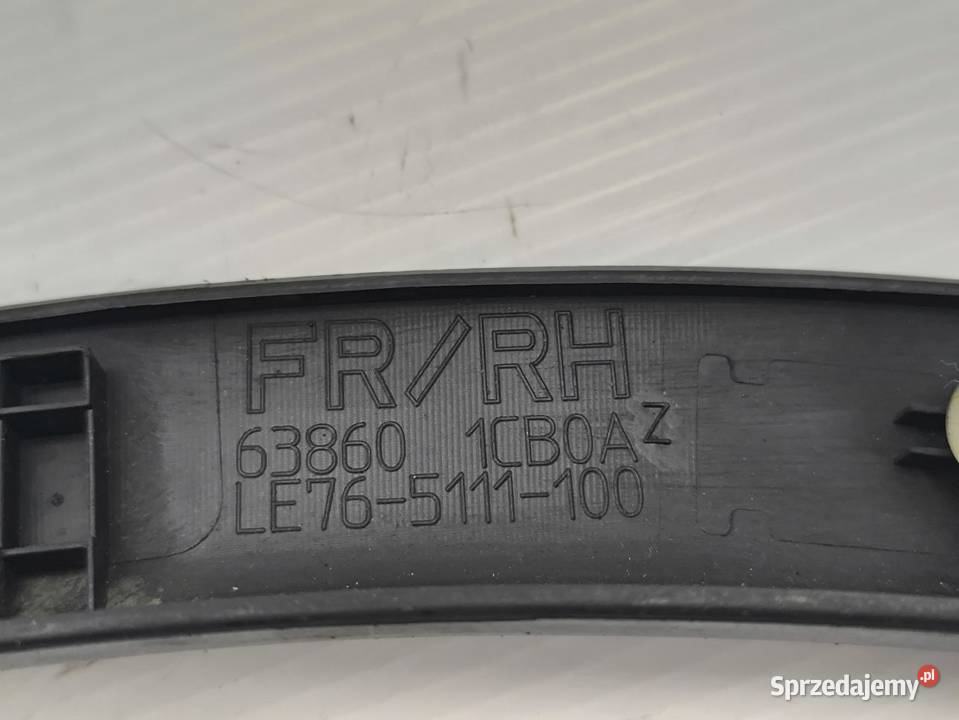 FR/RH
63860 1CB0A Z
LE76-5111-100
Sprzedajemy.pl